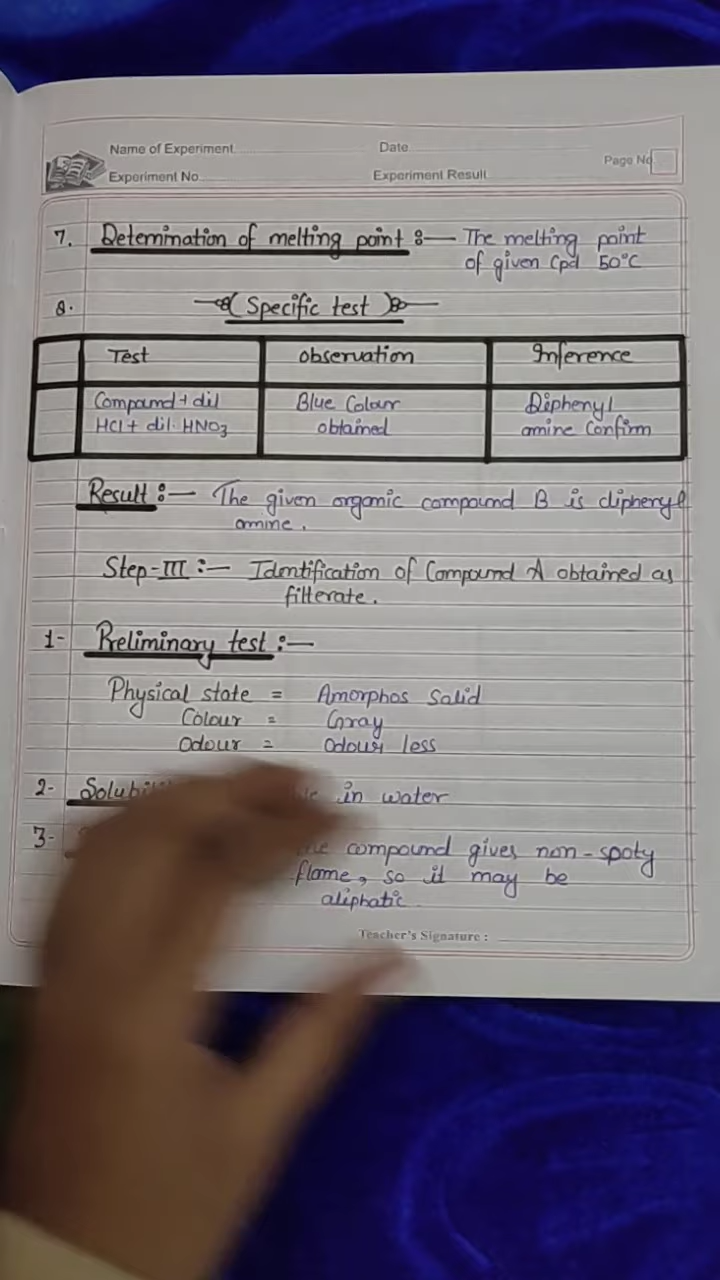 Name of Experiment Date
Page No
Experiment No Experiment Result
7. Detemination of melting point :— The melting point
of given Cpd 50°C
8. Specific test
Test observation Inference
Compound + dil Blue Colour Diphenyl
HCl + dil. HNO3 obtained amine Confirm
Result :— The given organic compound B is diphenyl
amine.
Step-III :— Identification of Compound A obtained as
filterate.
1- Preliminary test :—
Physical state = Amorphos Solid
Colour = Gray
Odour = Odour less
2- in water
3- compound gives non-spoty
flame, so it may be
aliphatic
Teacher's Signature :